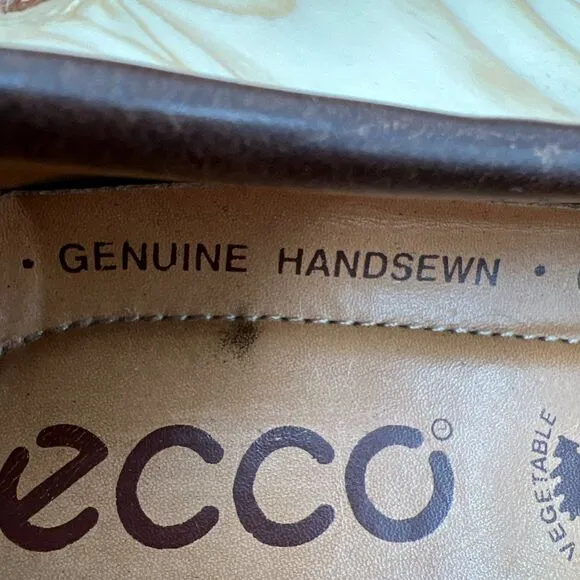 • GENUINE HANDSEWN •
ecco
VEGETABLE